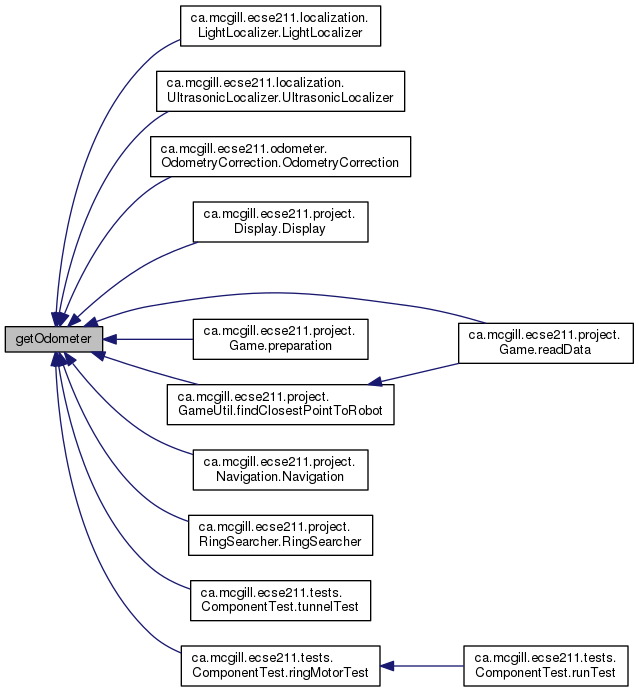 ca.mcgill.ecse211.localization.
LightLocalizer.LightLocalizer
ca.mcgill.ecse211.localization.
UltrasonicLocalizer.UltrasonicLocalizer
ca.mcgill.ecse211.odometer.
OdometryCorrection.OdometryCorrection
ca.mcgill.ecse211.project.
Display.Display
getOdometer
ca.mcgill.ecse211.project.
Game.preparation
ca.mcgill.ecse211.project.
Game.readData
ca.mcgill.ecse211.project.
GameUtil.findClosestPointToRobot
ca.mcgill.ecse211.project.
Navigation.Navigation
ca.mcgill.ecse211.project.
RingSearcher.RingSearcher
ca.mcgill.ecse211.tests.
ComponentTest.tunnelTest
ca.mcgill.ecse211.tests.
ComponentTest.ringMotorTest
ca.mcgill.ecse211.tests.
ComponentTest.runTest